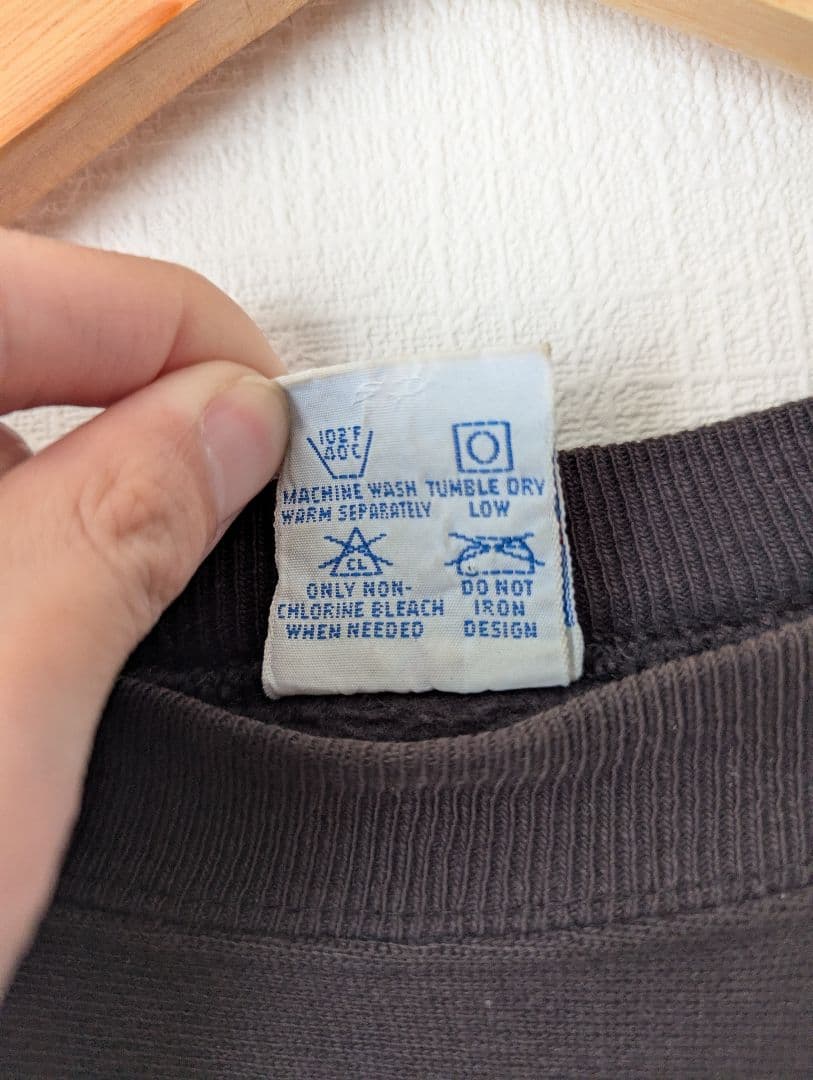 102°F
40°C
MACHINE WASH
WARM SEPARATELY
TUMBLE DRY
LOW
CL
ONLY NON-
CHLORINE BLEACH
WHEN NEEDED
DO NOT
IRON
DESIGN